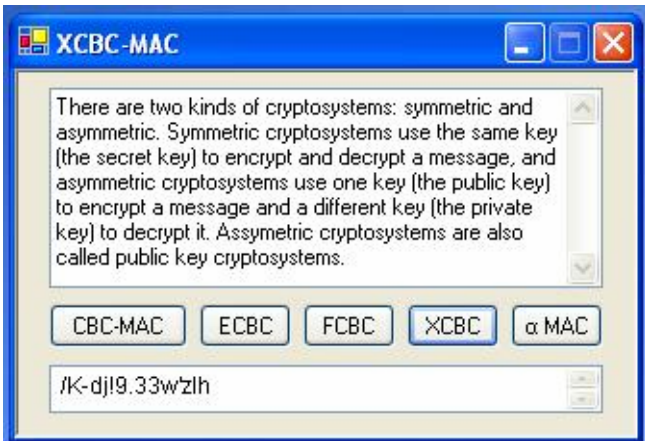 XCBC-MAC
There are two kinds of cryptosystems: symmetric and
asymmetric. Symmetric cryptosystems use the same key
(the secret key) to encrypt and decrypt a message, and
asymmetric cryptosystems use one key (the public key)
to encrypt a message and a different key (the private
key) to decrypt it. Assymetric cryptosystems are also
called public key cryptosystems.
CBC-MAC ECBC FCBC XCBC α MAC
/K-dj!9.33w'zlh